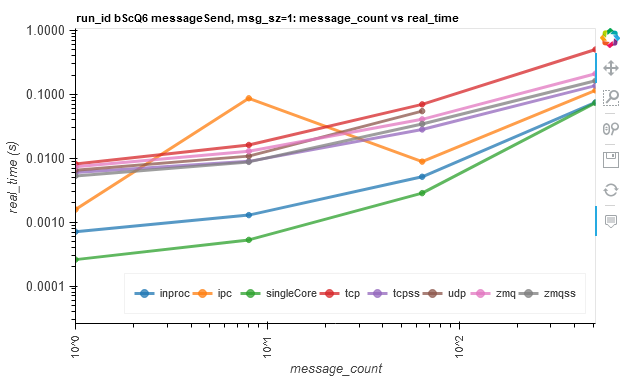 run_id bScQ6 messageSend, msg_sz=1: message_count vs real_time
1.0000
0.1000
0.0100
0.0010
0.0001
real_time (s)
inproc ipc singleCore tcp tcpss udp zmq zmqss
10^0 10^1 10^2
message_count